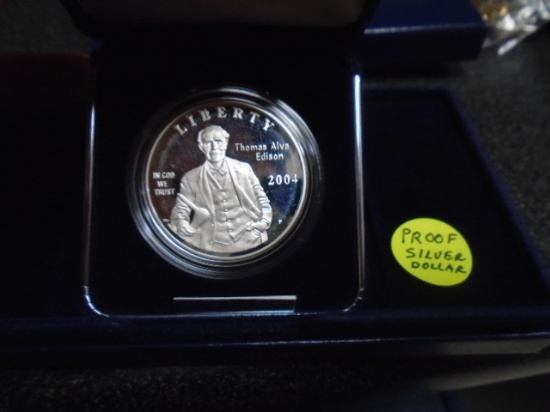 LIBERTY
Thomas Alva
Edison
IN GOD
WE
TRUST
2004
P
PROOF
SILVER
DOLLAR